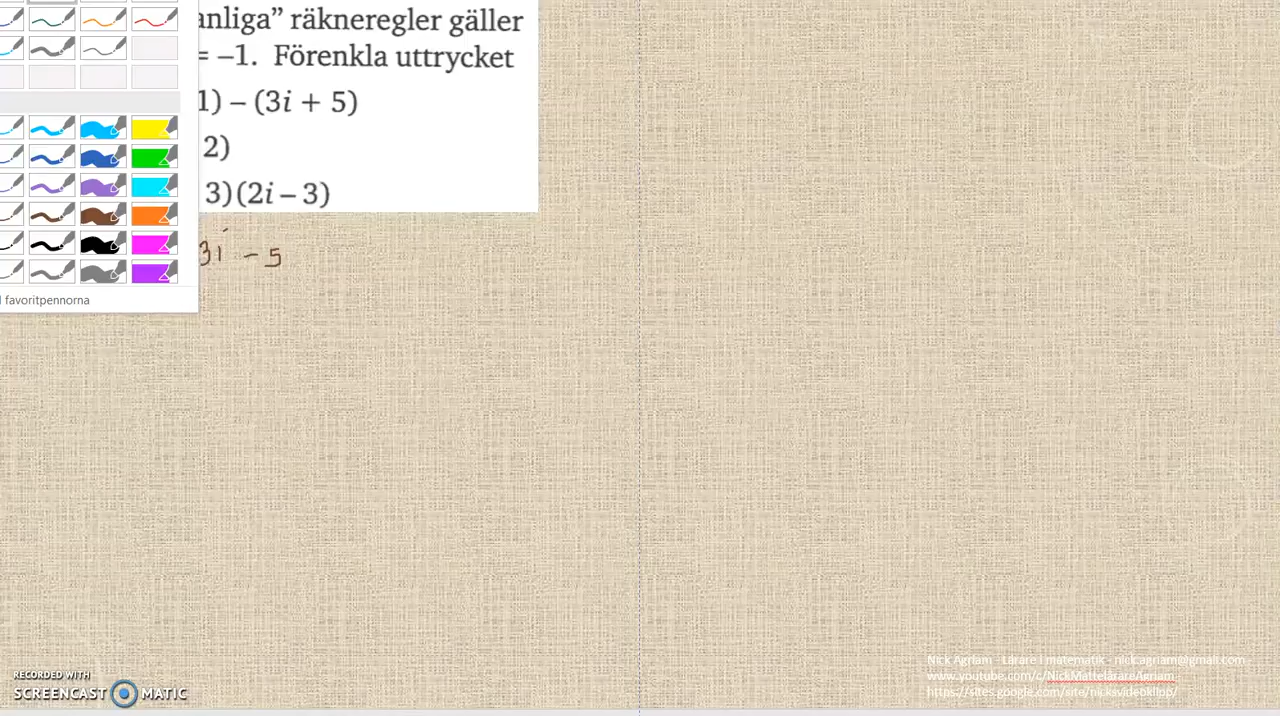 anliga” räkneregler gäller
= –1. Förenkla uttrycket
1) – (3i + 5)
2)
3)(2i – 3)
3i - 5
l favoritpennorna
RECORDED WITH
SCREENCAST MATIC
Nick Agriam - Lärare i matematik - nick.agriam@gmail.com
www.youtube.com/c/NickMattelärareAgriam
https://sites.google.com/site/nicksvideoklipp/